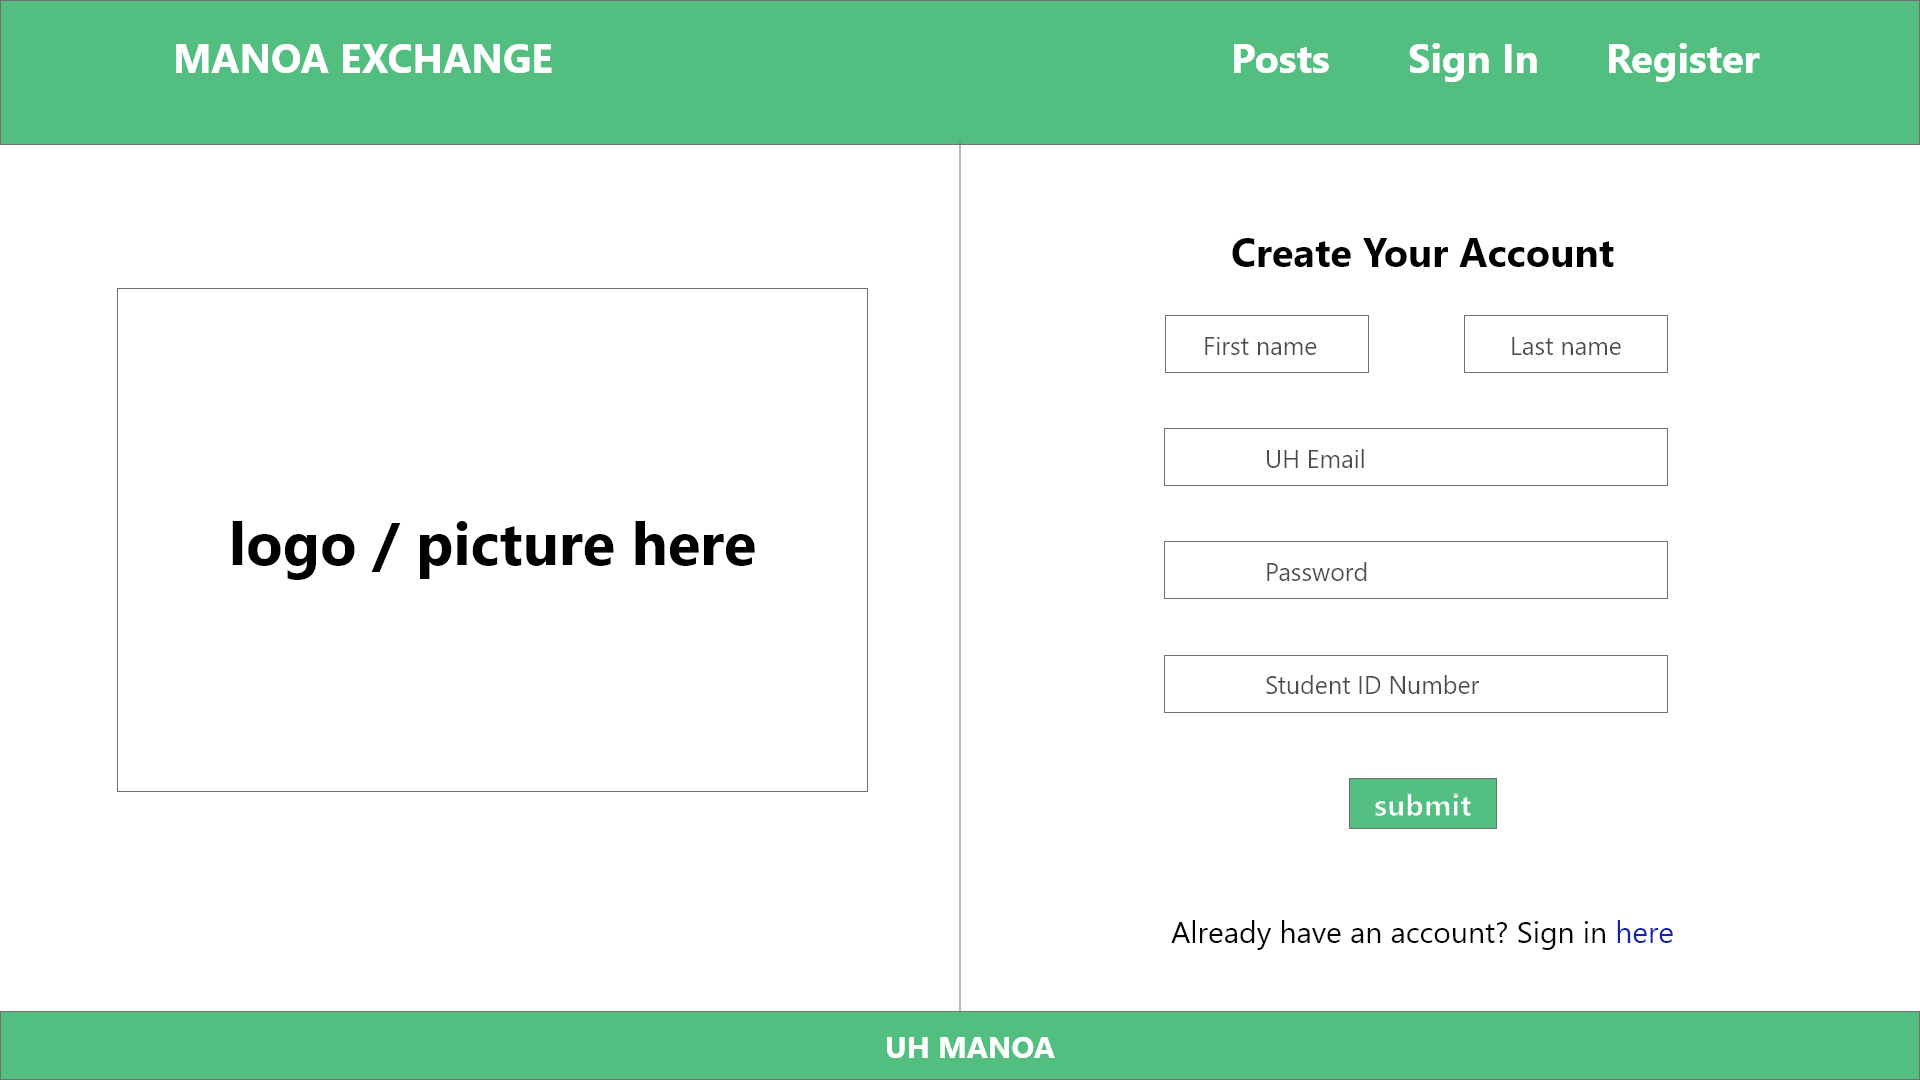 MANOA EXCHANGE Posts Sign In Register
logo / picture here
Create Your Account
First name Last name
UH Email
Password
Student ID Number
submit
Already have an account? Sign in here
UH MANOA